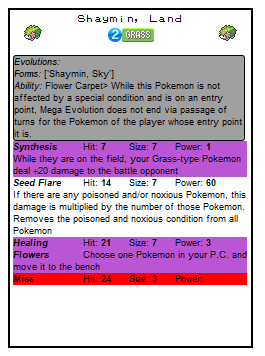 Shaymin, Land
2 GRASS
Evolutions:
Forms: ['Shaymin, Sky']
Ability: Flower Carpet> While this Pokemon is not
affected by a special condition and is on an entry
point, Mega Evolution does not end via passage of
turns for the Pokemon of the player whose entry point
it is.
Synthesis Hit: 7 Size: 7 Power: 1
While they are on the field, your Grass-type Pokemon
deal +20 damage to the battle opponent
Seed Flare Hit: 14 Size: 7 Power: 60
If there are any poisoned and/or noxious Pokemon, this
damage is multiplied by the number of those Pokemon.
Removes the poisoned and noxious condition from all
Pokemon
Healing Hit: 21 Size: 7 Power: 3
Flowers Choose one Pokemon in your P.C. and
move it to the bench
Miss Hit: 24 Size: 3 Power: